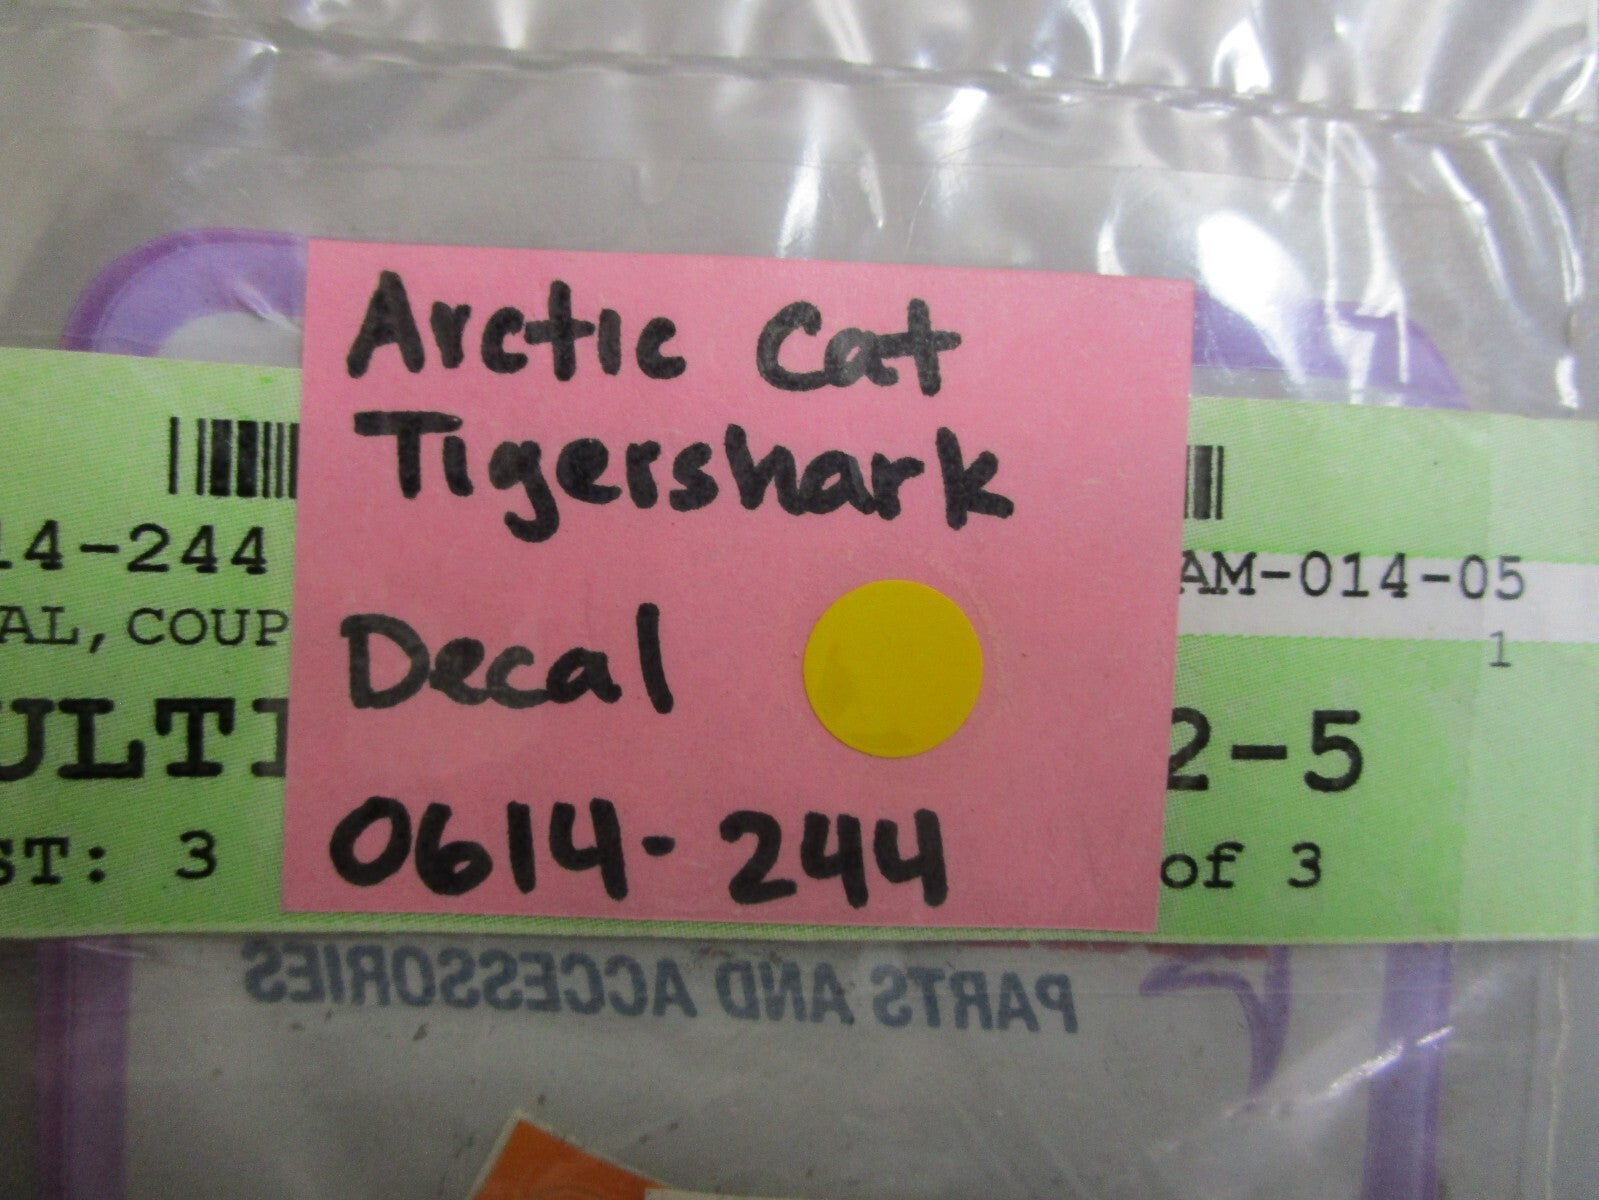 Arctic Cat
Tigershark
Decal
0614-244
14-244
AL, COUP
ULTI
ST: 3
AM-014-05
1
2-5
of 3
PARTS AND ACCESSORIES